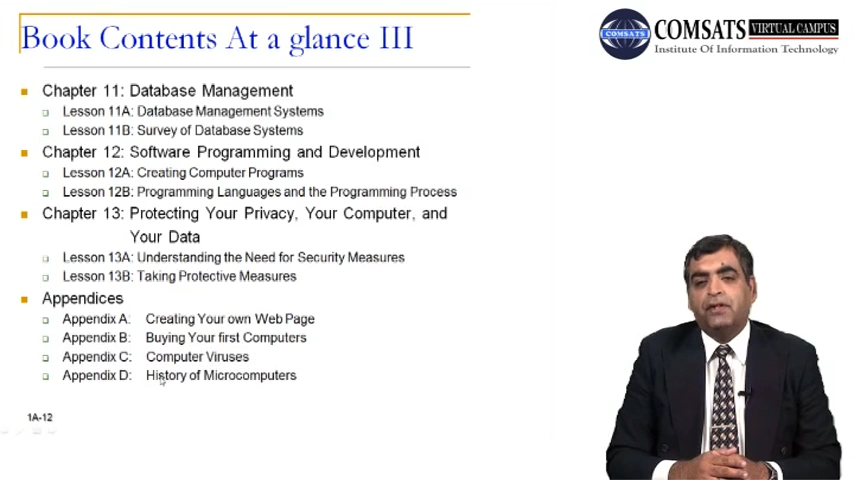 Book Contents At a glance III
COMSATS VIRTUAL CAMPUS
Institute Of Information Technology
COMSATS
Chapter 11: Database Management
Lesson 11A: Database Management Systems
Lesson 11B: Survey of Database Systems
Chapter 12: Software Programming and Development
Lesson 12A: Creating Computer Programs
Lesson 12B: Programming Languages and the Programming Process
Chapter 13: Protecting Your Privacy, Your Computer, and
Your Data
Lesson 13A: Understanding the Need for Security Measures
Lesson 13B: Taking Protective Measures
Appendices
Appendix A: Creating Your own Web Page
Appendix B: Buying Your first Computers
Appendix C: Computer Viruses
Appendix D: History of Microcomputers
1A-12